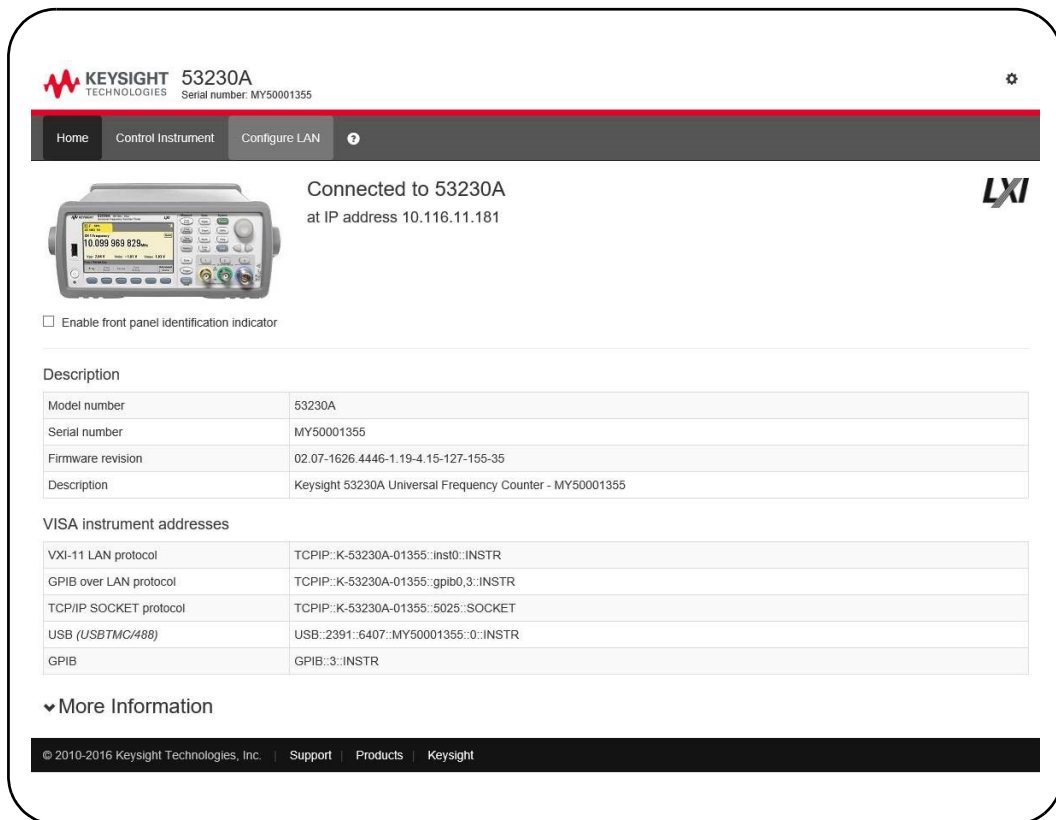 KEYSIGHT
TECHNOLOGIES
53230A
Serial number: MY50001355
Home Control Instrument Configure LAN ?
Connected to 53230A
at IP address 10.116.11.181
LXI
10.099 969 829
Enable front panel identification indicator
Description
Model number 53230A
Serial number MY50001355
Firmware revision 02.07-1626.4446-1.19-4.15-127-155-35
Description Keysight 53230A Universal Frequency Counter - MY50001355
VISA instrument addresses
VXI-11 LAN protocol TCPIP::K-53230A-01355::inst0::INSTR
GPIB over LAN protocol TCPIP::K-53230A-01355::gpib0,3::INSTR
TCP/IP SOCKET protocol TCPIP::K-53230A-01355::5025::SOCKET
USB (USBTMC/488) USB::2391::6407::MY50001355::0::INSTR
GPIB GPIB::3::INSTR
More Information
© 2010-2016 Keysight Technologies, Inc. | Support | Products | Keysight